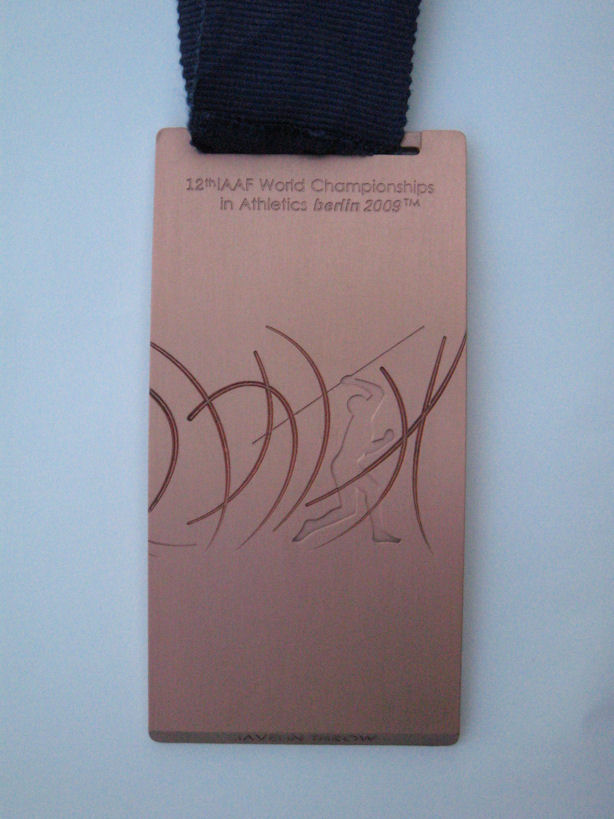 12thIAAF World Championships
in Athletics berlin 2009™
JAVELIN THROW